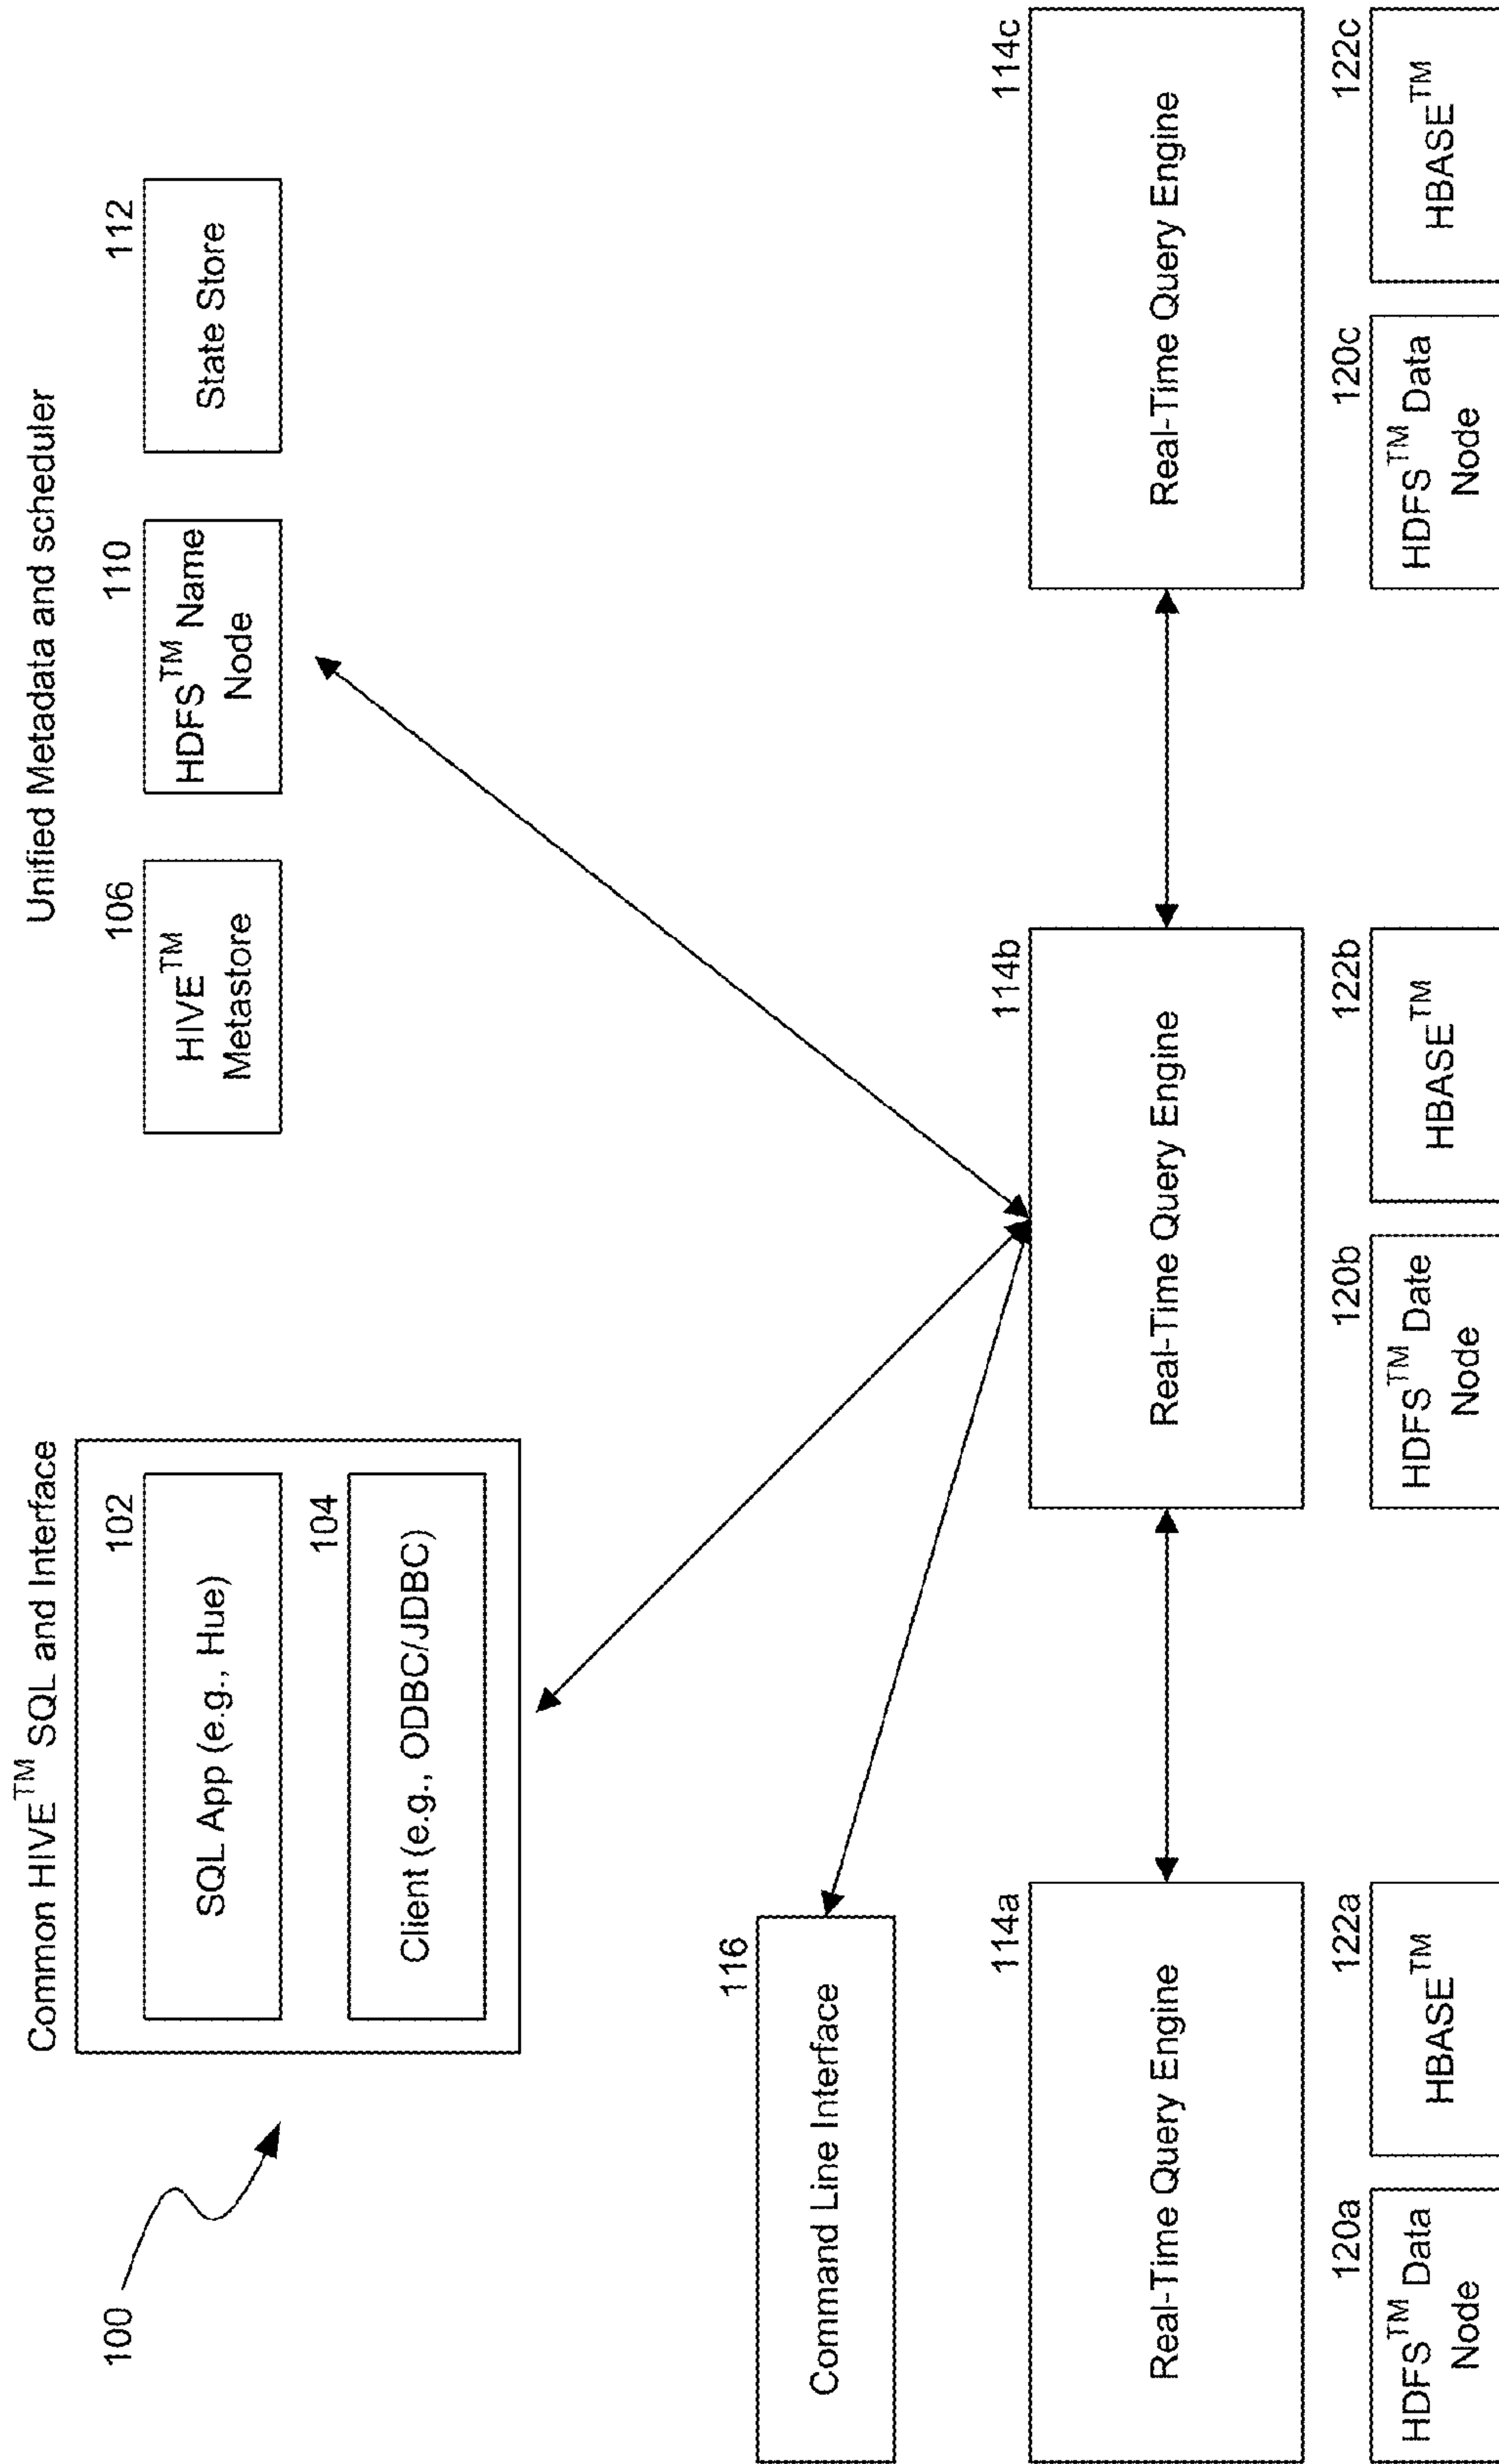 100
Common HIVE™ SQL and Interface
102
SQL App (e.g., Hue)
104
Client (e.g., ODBC/JDBC)
Unified Metadata and scheduler
106
HIVE™
Metastore
110
HDFS™ Name
Node
112
State Store
116
Command Line Interface
114a
Real-Time Query Engine
114b
Real-Time Query Engine
114c
Real-Time Query Engine
120a
HDFS™ Data
Node
122a
HBASE™
120b
HDFS™ Date
Node
122b
HBASE™
120c
HDFS™ Data
Node
122c
HBASE™